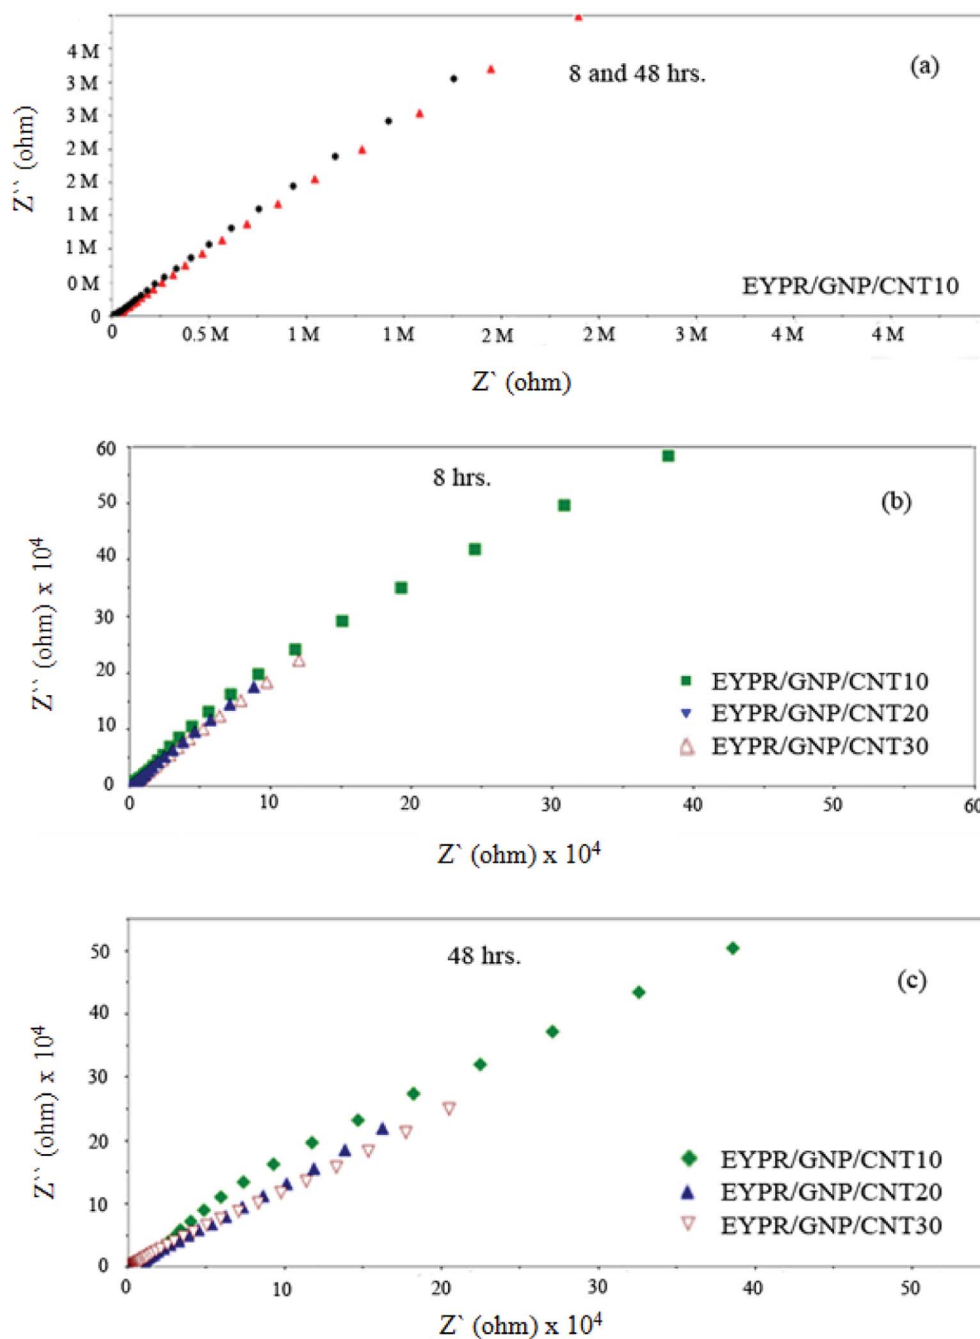 (a)
8 and 48 hrs.
4 M
3 M
3 M
2 M
2 M
1 M
1 M
0 M
0
Z`` (ohm)
EYPR/GNP/CNT10
0.5 M 1 M 1 M 2 M 2 M 3 M 4 M 4 M
Z` (ohm)
60
50
40
30
20
10
0
Z`` (ohm) x 10⁴
8 hrs.
(b)
EYPR/GNP/CNT10
EYPR/GNP/CNT20
EYPR/GNP/CNT30
0 10 20 30 40 50 60
Z` (ohm) x 10⁴
50
40
30
20
10
0
Z`` (ohm) x 10⁴
48 hrs.
(c)
EYPR/GNP/CNT10
EYPR/GNP/CNT20
EYPR/GNP/CNT30
0 10 20 30 40 50
Z` (ohm) x 10⁴